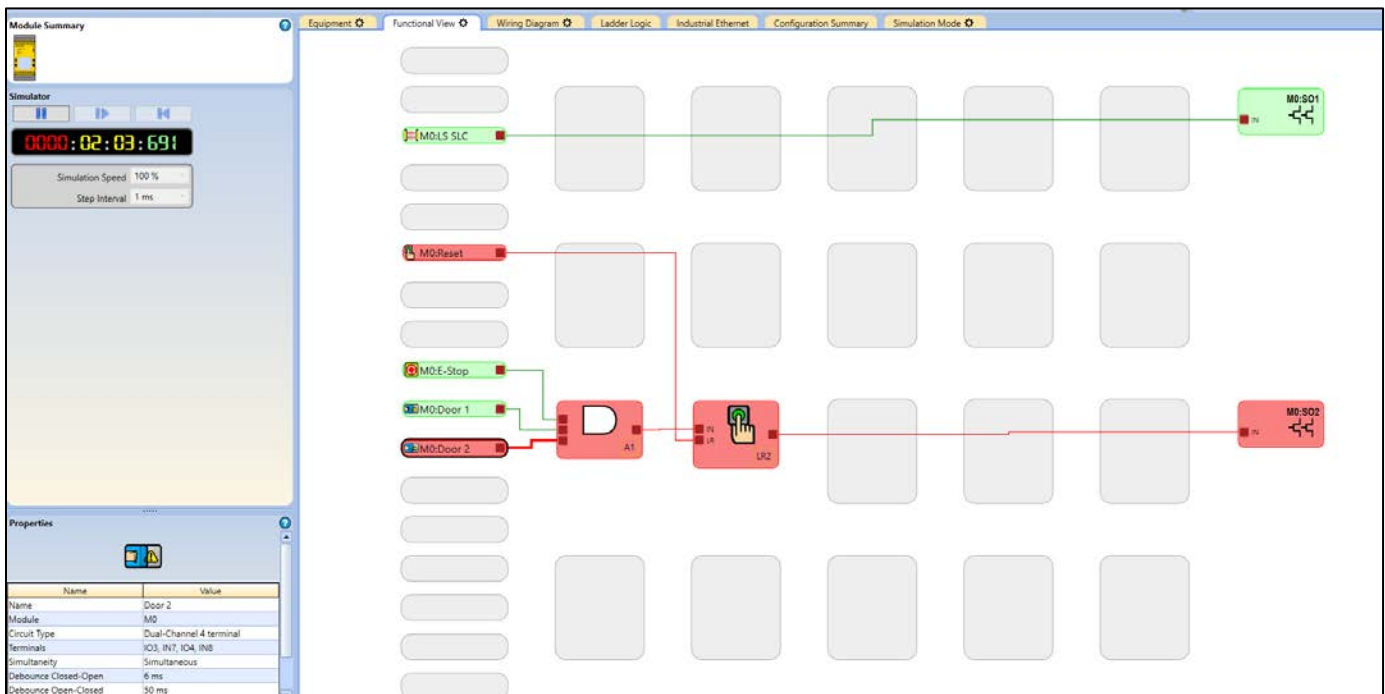 Module Summary
Equipment
Functional View
Wiring Diagram
Ladder Logic
Industrial Ethernet
Configuration Summary
Simulation Mode
Simulator
0000:02:03:691
Simulation Speed 100 %
Step Interval 1 ms
M0:LS SLC
M0:SO1
IN
M0:Reset
M0:E-Stop
M0:Door 1
M0:Door 2
A1
IN
LR
LR2
M0:SO2
IN
Properties
Name Value
Name Door 2
Module M0
Circuit Type Dual-Channel 4 terminal
Terminals IO3, IN7, IO4, IN8
Simultaneity Simultaneous
Debounce Closed-Open 6 ms
Debounce Open-Closed 50 ms